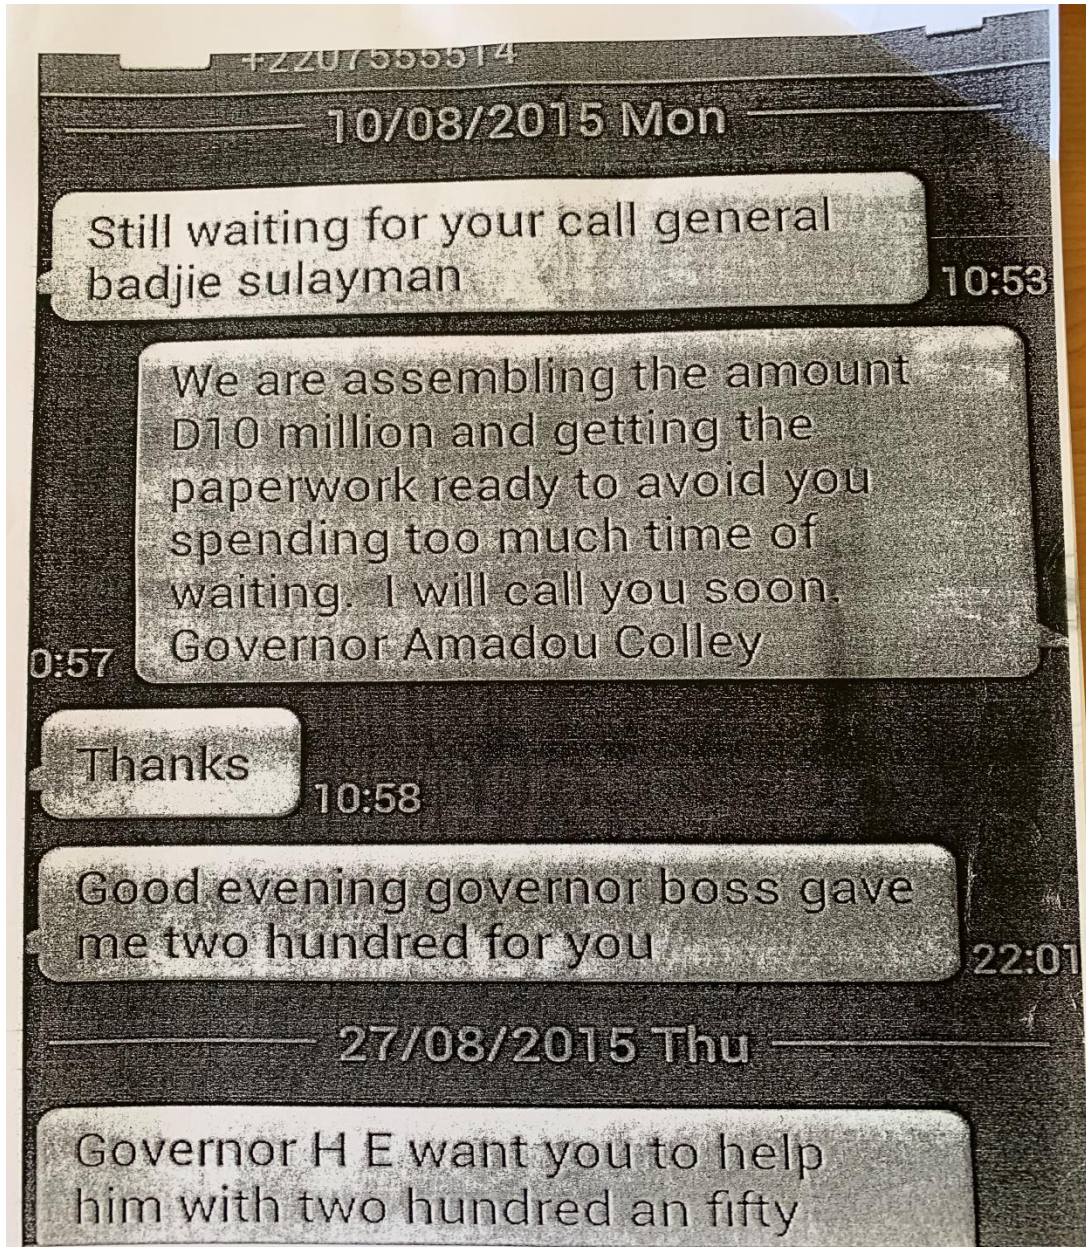 +2207555514
10/08/2015 Mon
Still waiting for your call general
badjie sulayman
10:53
We are assembling the amount
D10 million and getting the
paperwork ready to avoid you
spending too much time of
waiting.  I will call you soon.
Governor Amadou Colley
0:57
Thanks
10:58
Good evening governor boss gave
me two hundred for you
22:01
27/08/2015 Thu
Governor H E want you to help
him with two hundred an fifty